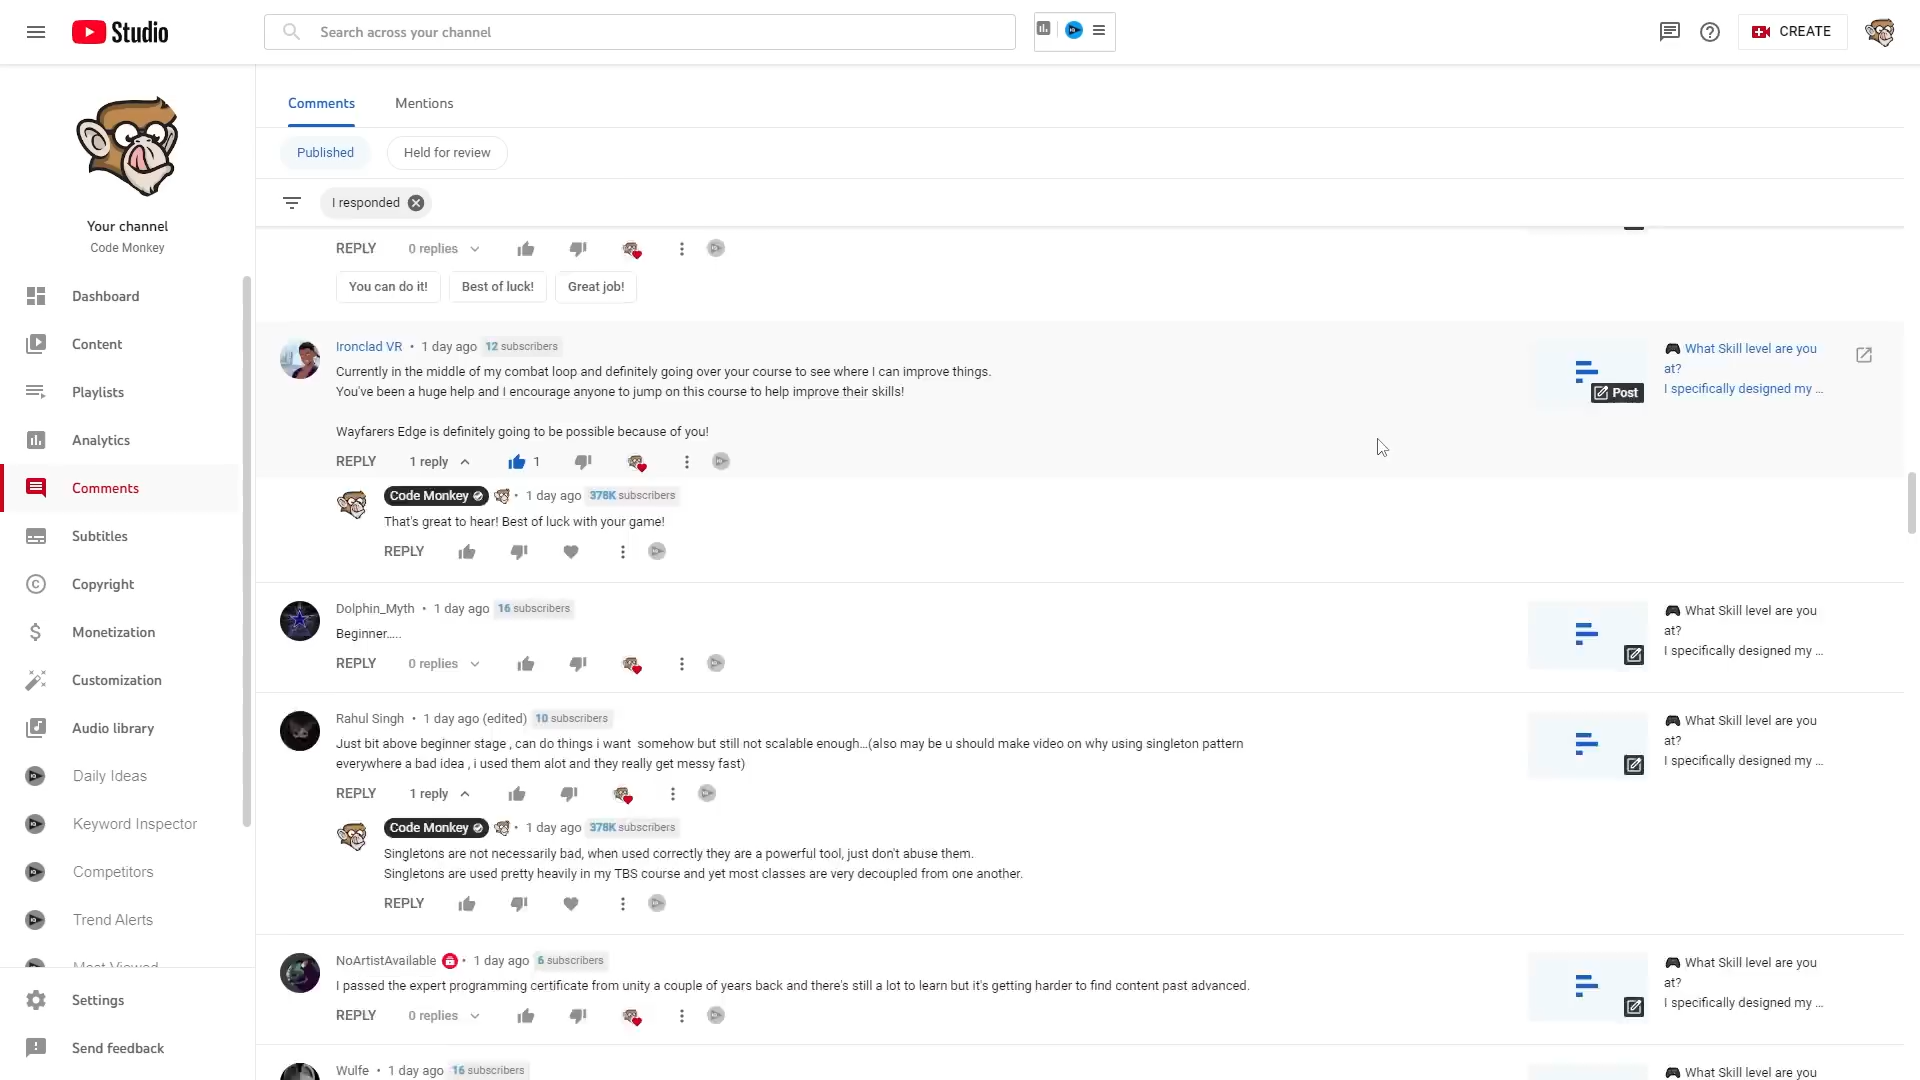 Studio
Search across your channel
CREATE
Your channel
Code Monkey
Dashboard
Content
Playlists
Analytics
Comments
Subtitles
Copyright
Monetization
Customization
Audio library
Daily Ideas
Keyword Inspector
Competitors
Trend Alerts
Most Viewed
Settings
Send feedback
Comments Mentions
Published Held for review
I responded
REPLY 0 replies
You can do it! Best of luck! Great job!
Ironclad VR • 1 day ago 12 subscribers
Currently in the middle of my combat loop and definitely going over your course to see where I can improve things.
You've been a huge help and I encourage anyone to jump on this course to help improve their skills!
Wayfarers Edge is definitely going to be possible because of you!
REPLY 1 reply 1
Post
What Skill level are you
at?
I specifically designed my ...
Code Monkey • 1 day ago 378K subscribers
That's great to hear! Best of luck with your game!
REPLY
Dolphin_Myth • 1 day ago 16 subscribers
Beginner.....
REPLY 0 replies
What Skill level are you
at?
I specifically designed my ...
Rahul Singh • 1 day ago (edited) 10 subscribers
Just bit above beginner stage , can do things i want somehow but still not scalable enough...(also may be u should make video on why using singleton pattern
everywhere a bad idea , i used them alot and they really get messy fast)
REPLY 1 reply
What Skill level are you
at?
I specifically designed my ...
Code Monkey • 1 day ago 378K subscribers
Singletons are not necessarily bad, when used correctly they are a powerful tool, just don't abuse them.
Singletons are used pretty heavily in my TBS course and yet most classes are very decoupled from one another.
REPLY
NoArtistAvailable • 1 day ago 6 subscribers
I passed the expert programming certificate from unity a couple of years back and there's still a lot to learn but it's getting harder to find content past advanced.
REPLY 0 replies
What Skill level are you
at?
I specifically designed my ...
Wulfe • 1 day ago 16 subscribers
What Skill level are you